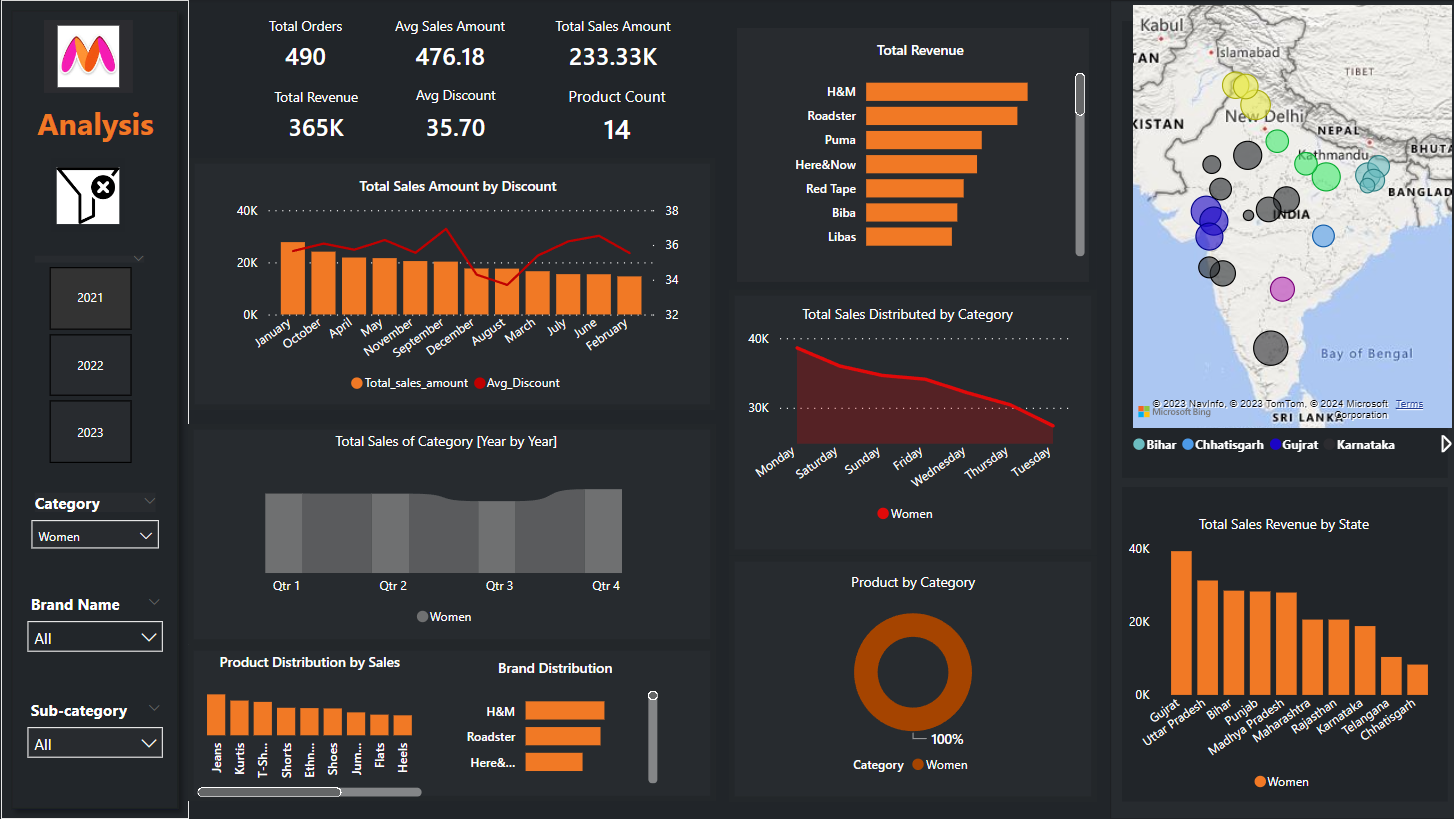 Analysis
2021
2022
2023
Category
Women
Brand Name
All
Sub-category
All
Total Orders
490
Avg Sales Amount
476.18
Total Sales Amount
233.33K
Total Revenue
365K
Avg Discount
35.70
Product Count
14
Total Sales Amount by Discount
40K
20K
0K
38
36
34
32
January
October
April
May
November
September
December
August
March
July
June
February
Total_sales_amount
Avg_Discount
Total Sales of Category [Year by Year]
Qtr 1
Qtr 2
Qtr 3
Qtr 4
Women
Product Distribution by Sales
Jeans
Kurtis
T-Sh...
Shorts
Ethn...
Shoes
Jum...
Flats
Heels
Brand Distribution
H&M
Roadster
Here&...
Total Revenue
H&M
Roadster
Puma
Here&Now
Red Tape
Biba
Libas
Total Sales Distributed by Category
40K
30K
Monday
Saturday
Sunday
Friday
Wednesday
Thursday
Tuesday
Women
Product by Category
100%
Category
Women
Kabul
Islamabad
TAN
TIBET
KISTAN
New Delhi
NEPAL
Kathmandu
BHUTA
BANGLAD
INDIA
Bay of Bengal
SRI LANKA
© 2023 NavInfo, © 2023 TomTom, © 2024 Microsoft Corporation
Terms
Microsoft Bing
Bihar
Chhatisgarh
Gujrat
Karnataka
Total Sales Revenue by State
40K
20K
0K
Gujrat
Uttar Pradesh
Bihar
Punjab
Madhya Pradesh
Maharashtra
Rajasthan
Karnataka
Telangana
Chhatisgarh
Women